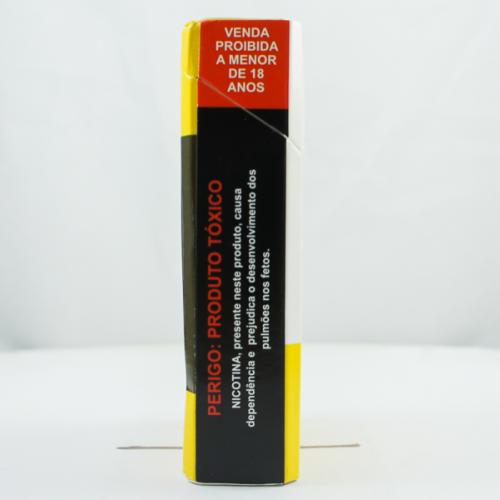 VENDA
PROIBIDA
A MENOR
DE 18
ANOS
PERIGO: PRODUTO TÓXICO
NICOTINA, presente neste produto, causa
dependência e prejudica o desenvolvimento dos
pulmões nos fetos.